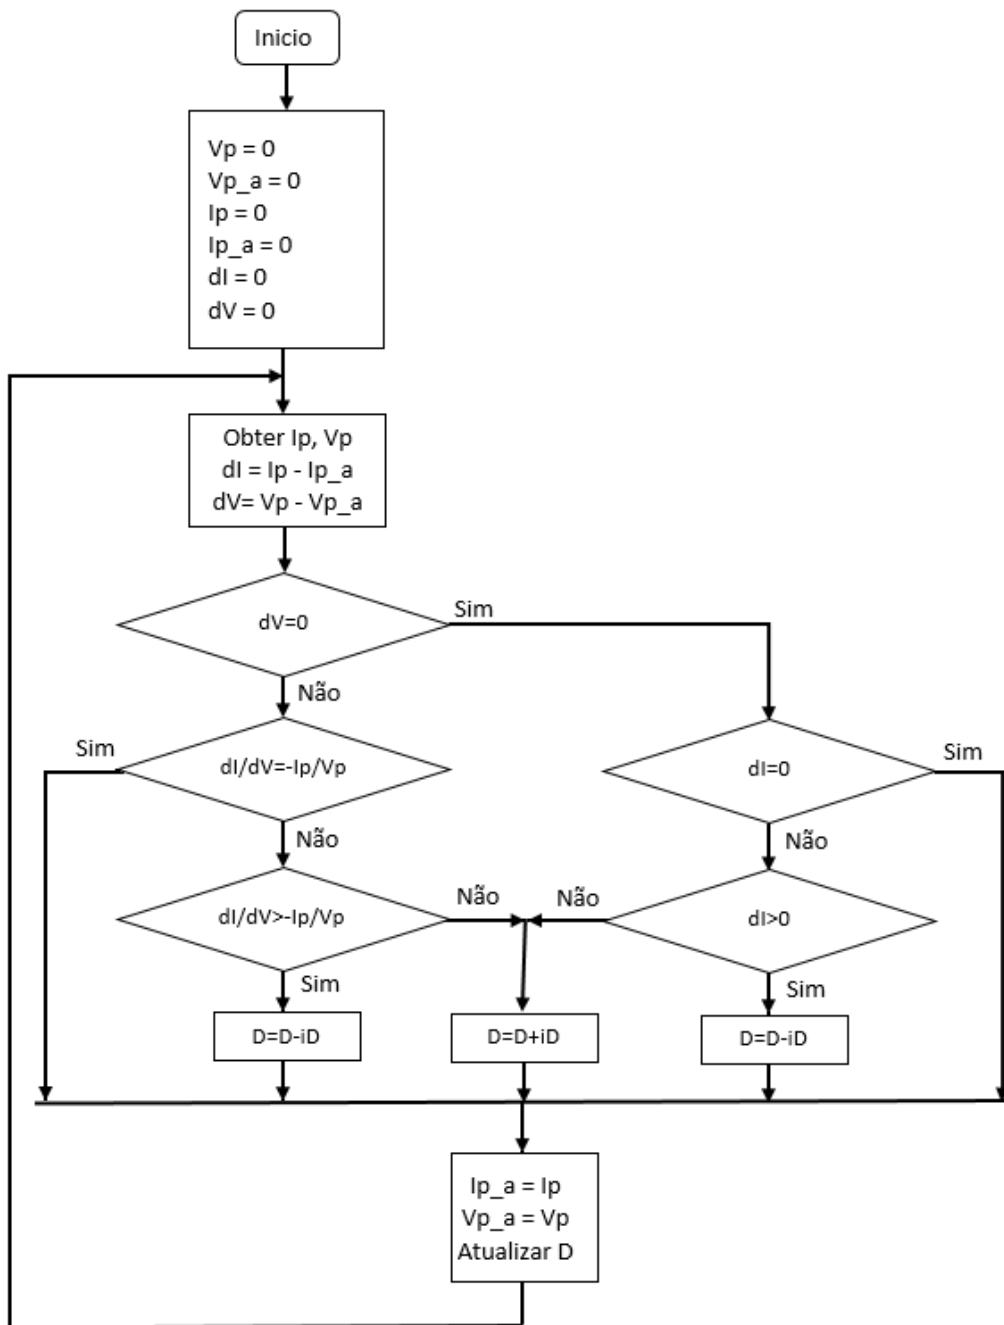 Inicio
Vp = 0
Vp_a = 0
Ip = 0
Ip_a = 0
dI = 0
dV = 0
Obter Ip, Vp
dI = Ip - Ip_a
dV= Vp - Vp_a
dV=0
Sim
Não
Sim
dI/dV=-Ip/Vp
dI=0
Sim
Não
Não
dI/dV>-Ip/Vp
Não
Não
dI>0
Sim
Sim
D=D-iD
D=D+iD
D=D-iD
Ip_a = Ip
Vp_a = Vp
Atualizar D